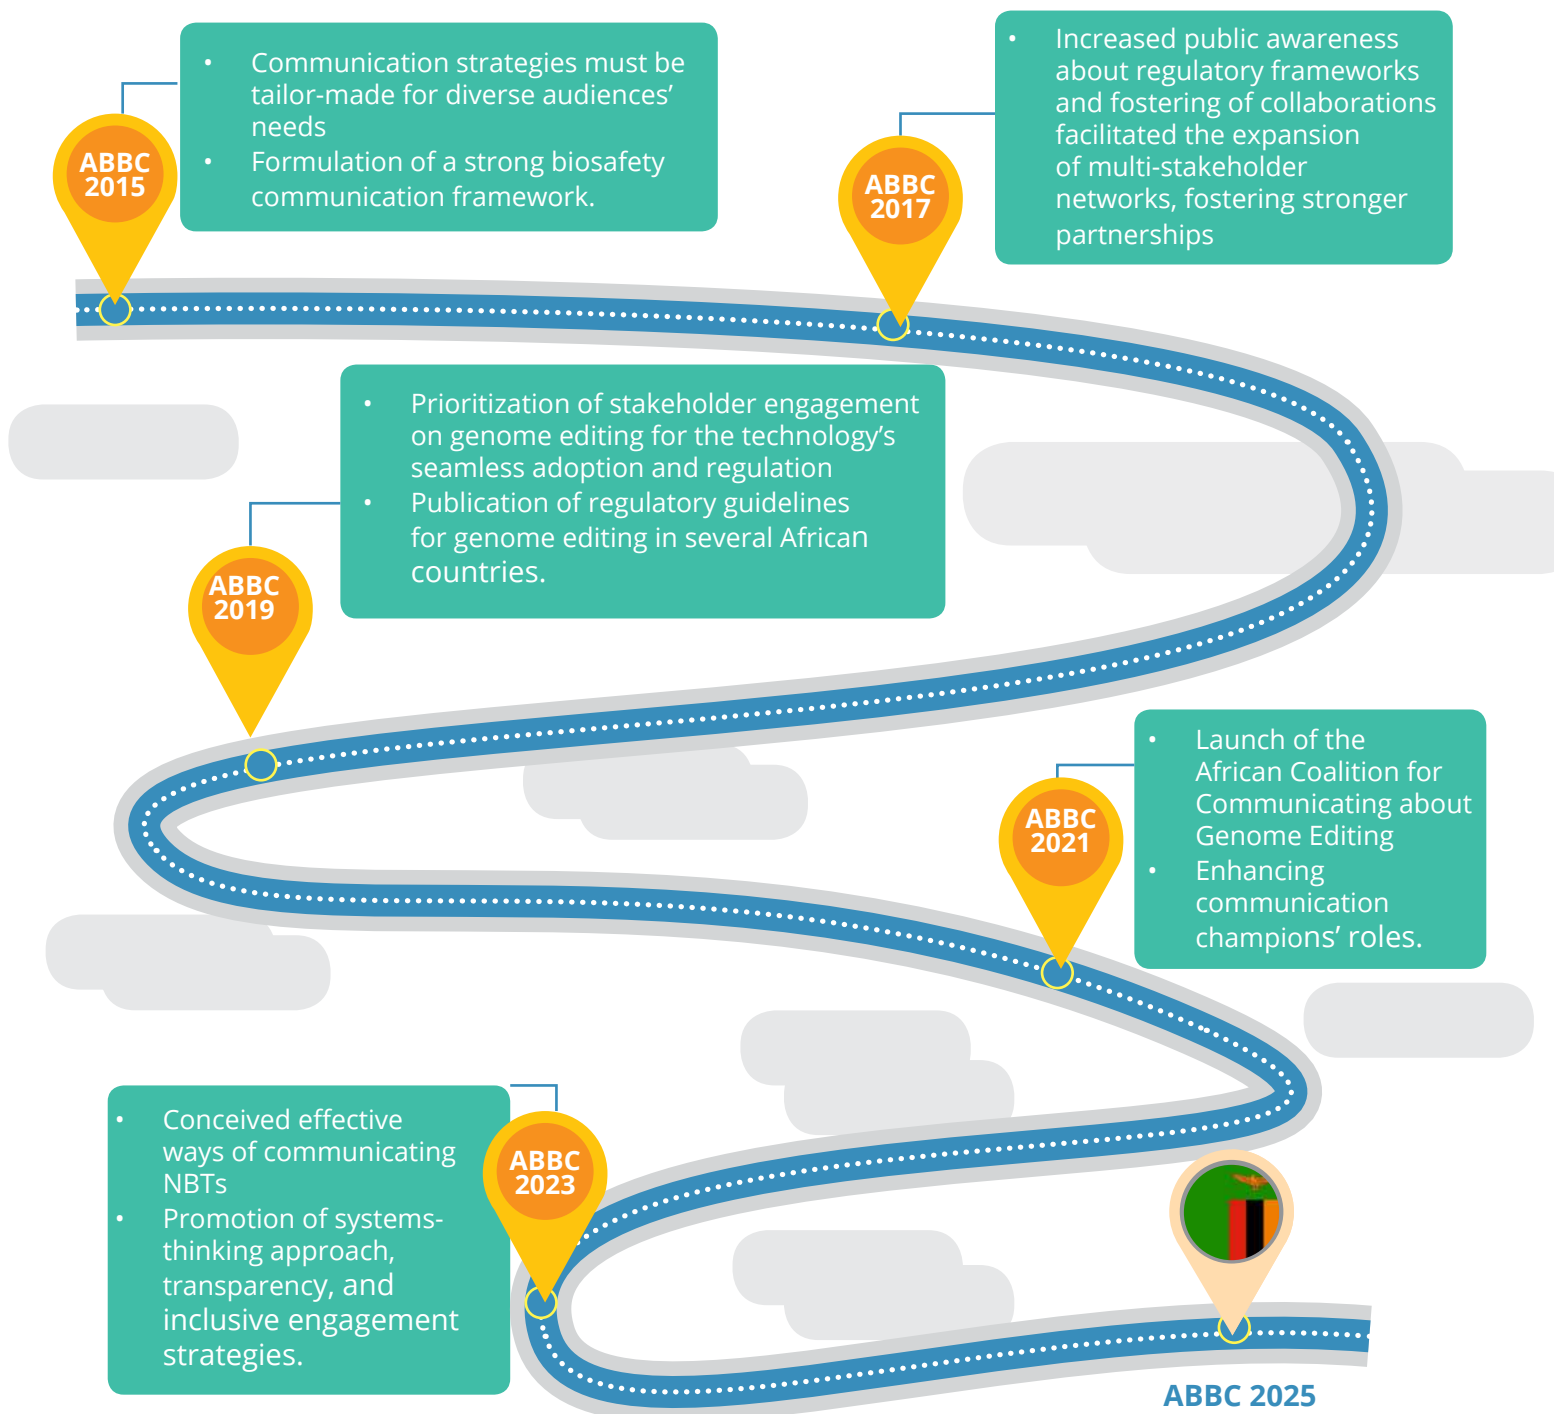 ABBC
2015
• Communication strategies must be
tailor-made for diverse audiences’
needs
• Formulation of a strong biosafety
communication framework.
ABBC
2017
• Increased public awareness
about regulatory frameworks
and fostering of collaborations
facilitated the expansion
of multi-stakeholder
networks, fostering stronger
partnerships
ABBC
2019
• Prioritization of stakeholder engagement
on genome editing for the technology’s
seamless adoption and regulation
• Publication of regulatory guidelines
for genome editing in several African
countries.
ABBC
2021
• Launch of the
African Coalition for
Communicating about
Genome Editing
• Enhancing
communication
champions’ roles.
ABBC
2023
• Conceived effective
ways of communicating
NBTs
• Promotion of systems-
thinking approach,
transparency, and
inclusive engagement
strategies.
ABBC 2025